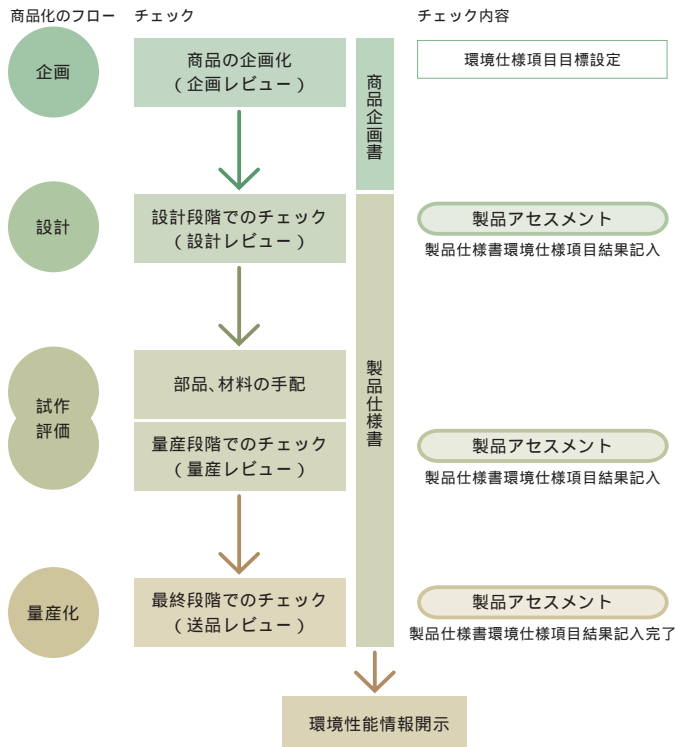 商品化のフロー
チェック
チェック内容
企画
商品の企画化
(企画レビュー)
商品企画書
環境仕様項目目標設定
設計
設計段階でのチェック
(設計レビュー)
製品アセスメント
製品仕様書環境仕様項目結果記入
製品仕様書
試作
評価
部品、材料の手配
量産段階でのチェック
(量産レビュー)
製品アセスメント
製品仕様書環境仕様項目結果記入
量産化
最終段階でのチェック
(送品レビュー)
製品アセスメント
製品仕様書環境仕様項目結果記入完了
環境性能情報開示